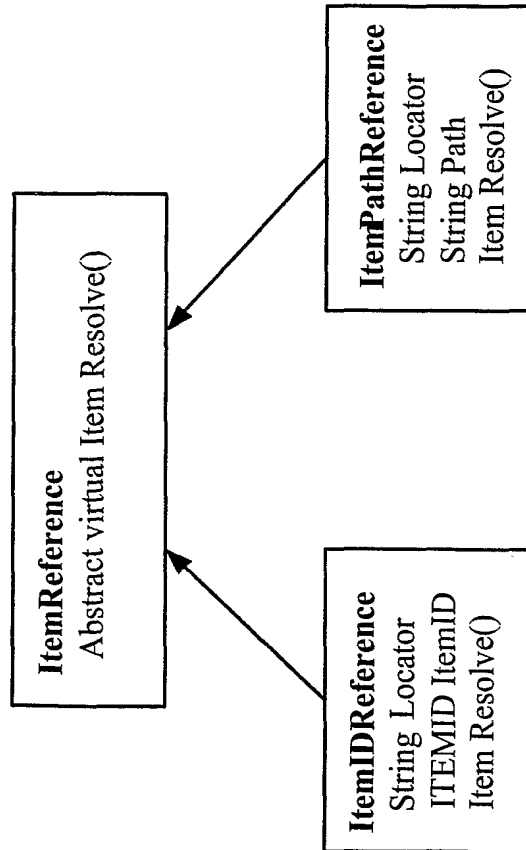 ItemReference
Abstract virtual Item Resolve()
ItemIDReference
String Locator
ITEMID ItemID
Item Resolve()
ItemPathReference
String Locator
String Path
Item Resolve()